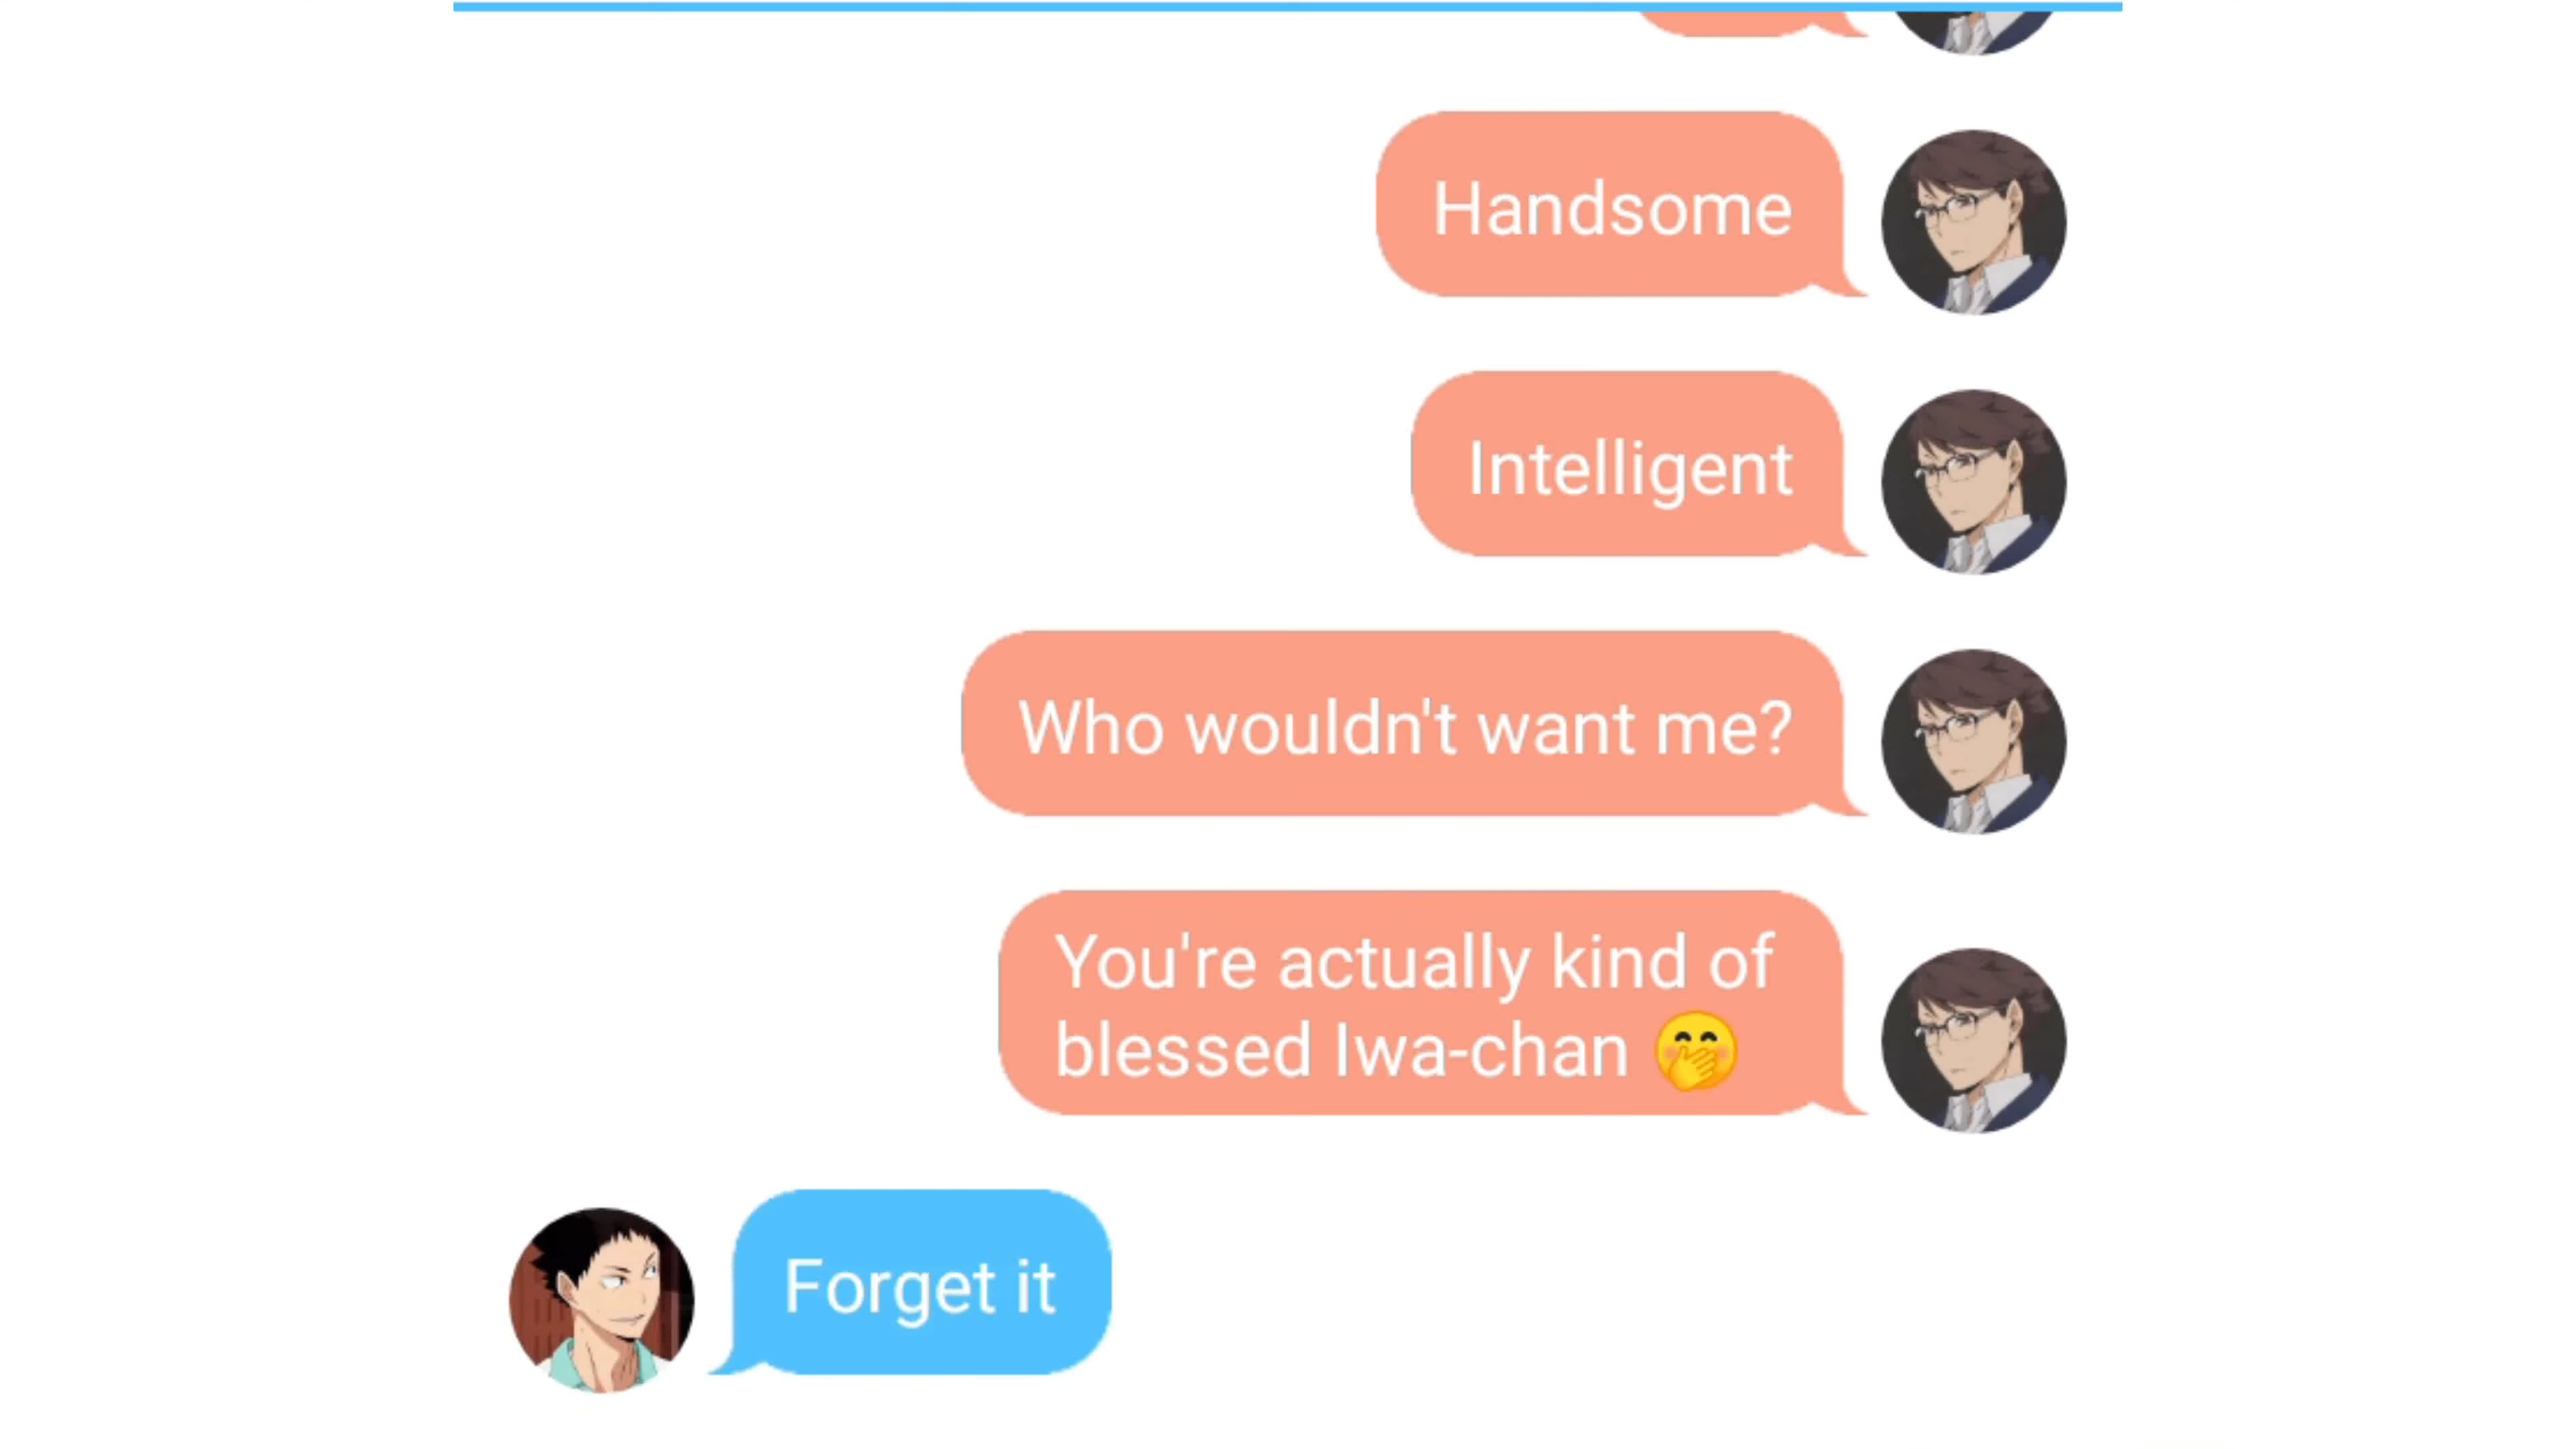 Handsome
Intelligent
Who wouldn't want me?
You're actually kind of
blessed Iwa-chan 🤭
Forget it